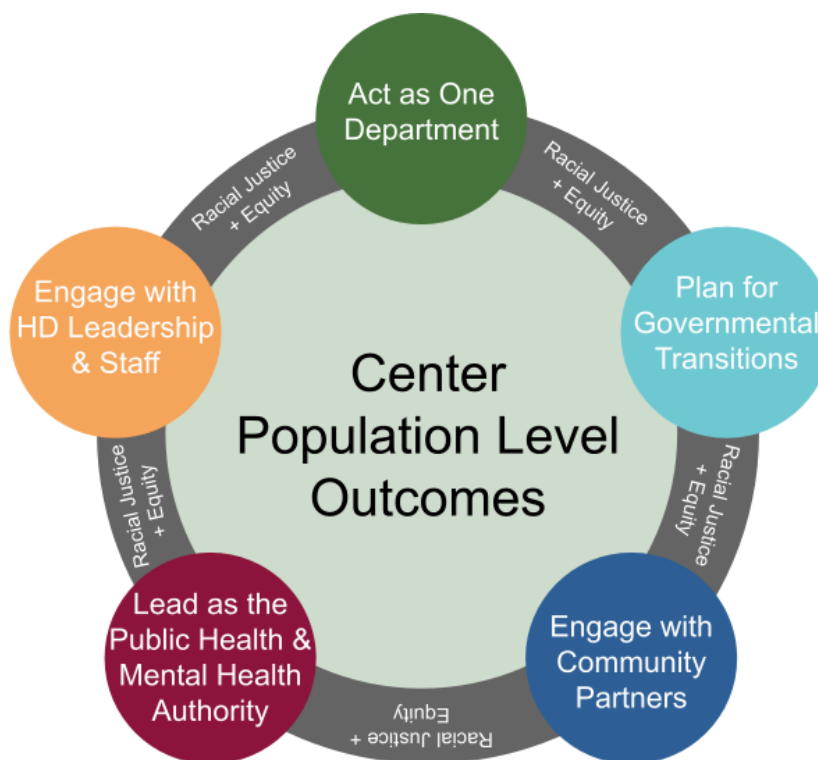 Act as One
Department
Racial Justice
+ Equity
Racial Justice
+ Equity
Engage with
HD Leadership
& Staff
Plan for
Governmental
Transitions
Center
Population Level
Outcomes
Racial Justice
+ Equity
Racial Justice
+ Equity
Lead as the
Public Health &
Mental Health
Authority
Engage with
Community
Partners
Racial Justice +
Equity